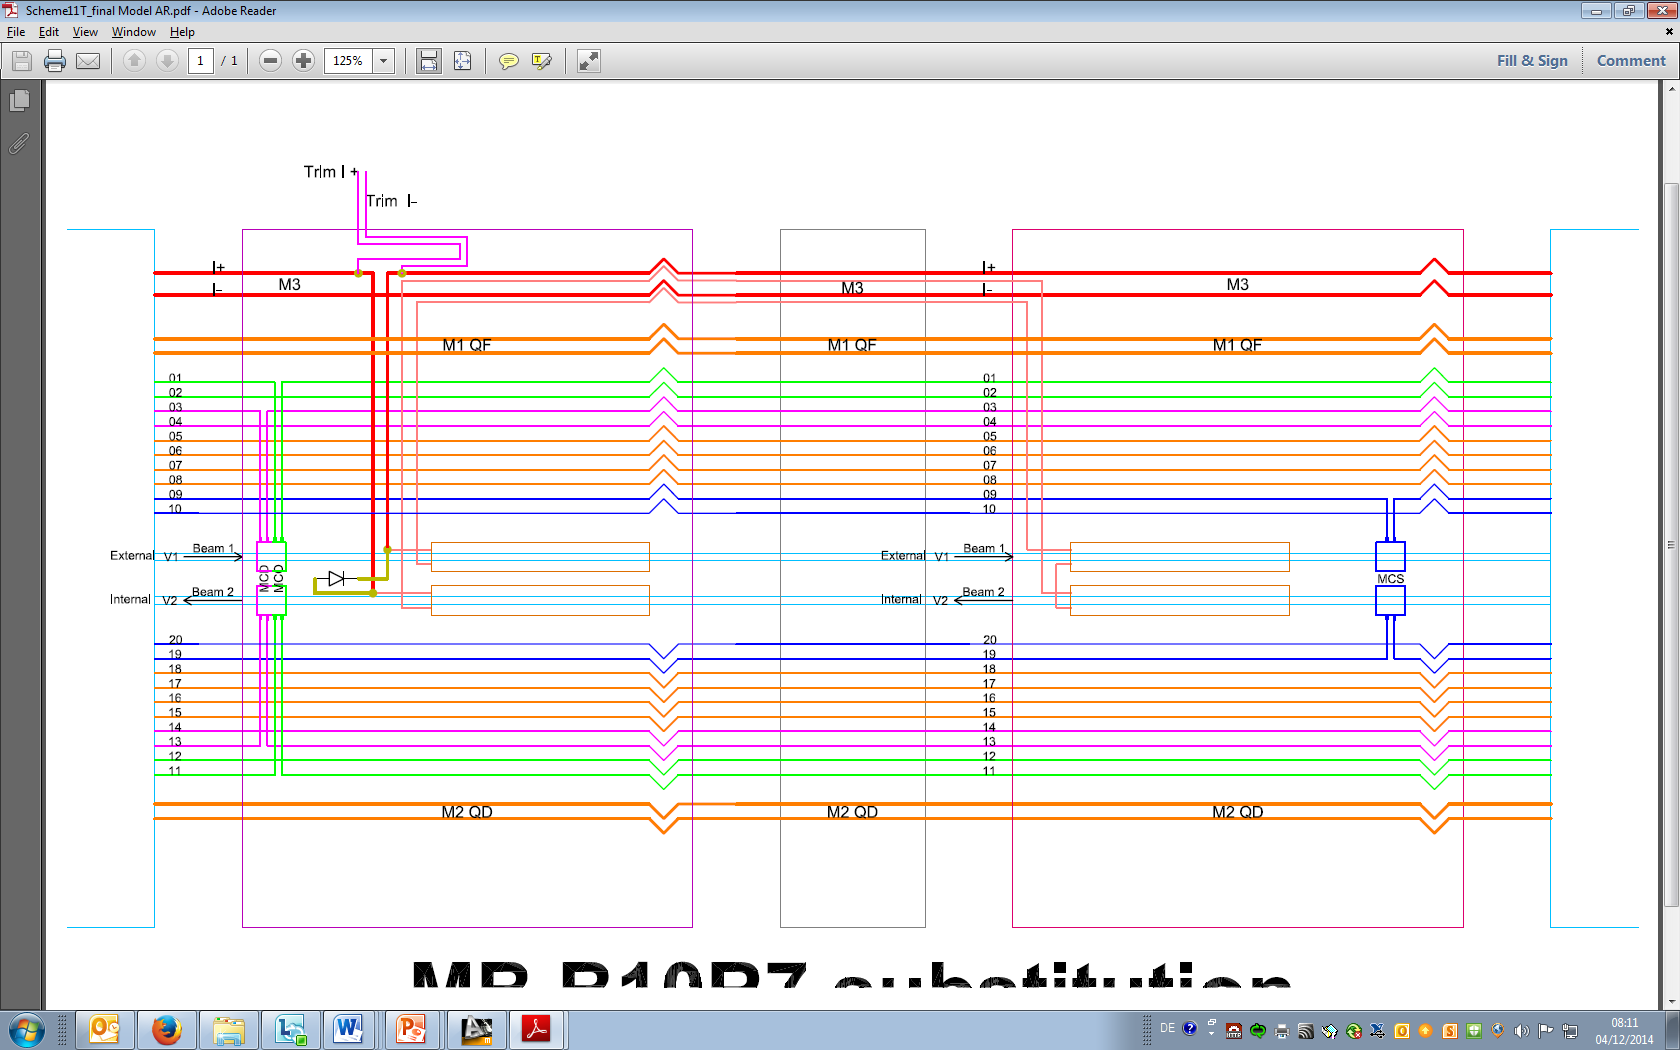 Scheme11T_final Model AR.pdf - Adobe Reader
File Edit View Window Help
1 / 1 125% Fill & Sign Comment
Trim I +
Trim I-
I+ I+
M3 M3 M3
I- I-
M1 QF M1 QF M1 QF
01 01
02 02
03 03
04 04
05 05
06 06
07 07
08 08
09 09
10 10
External V1 Beam 1 External V1 Beam 1
MCD MCO MCS
Internal V2 Beam 2 Internal V2 Beam 2
20 20
19 19
18 18
17 17
16 16
15 15
14 14
13 13
12 12
11 11
M2 QD M2 QD M2 QD
substitution
DE
08:11
04/12/2014